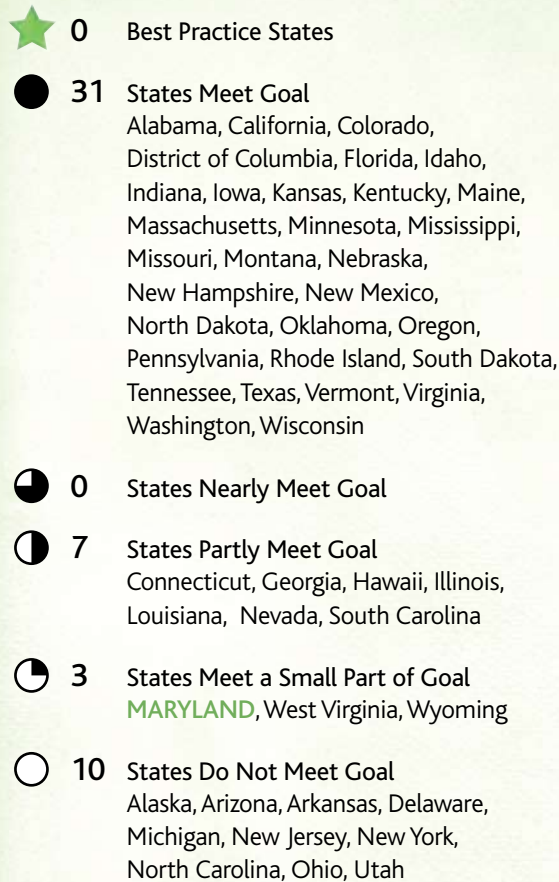 0 Best Practice States
31 States Meet Goal
Alabama, California, Colorado,
District of Columbia, Florida, Idaho,
Indiana, Iowa, Kansas, Kentucky, Maine,
Massachusetts, Minnesota, Mississippi,
Missouri, Montana, Nebraska,
New Hampshire, New Mexico,
North Dakota, Oklahoma, Oregon,
Pennsylvania, Rhode Island, South Dakota,
Tennessee, Texas, Vermont, Virginia,
Washington, Wisconsin
0 States Nearly Meet Goal
7 States Partly Meet Goal
Connecticut, Georgia, Hawaii, Illinois,
Louisiana, Nevada, South Carolina
3 States Meet a Small Part of Goal
MARYLAND, West Virginia, Wyoming
10 States Do Not Meet Goal
Alaska, Arizona, Arkansas, Delaware,
Michigan, New Jersey, New York,
North Carolina, Ohio, Utah